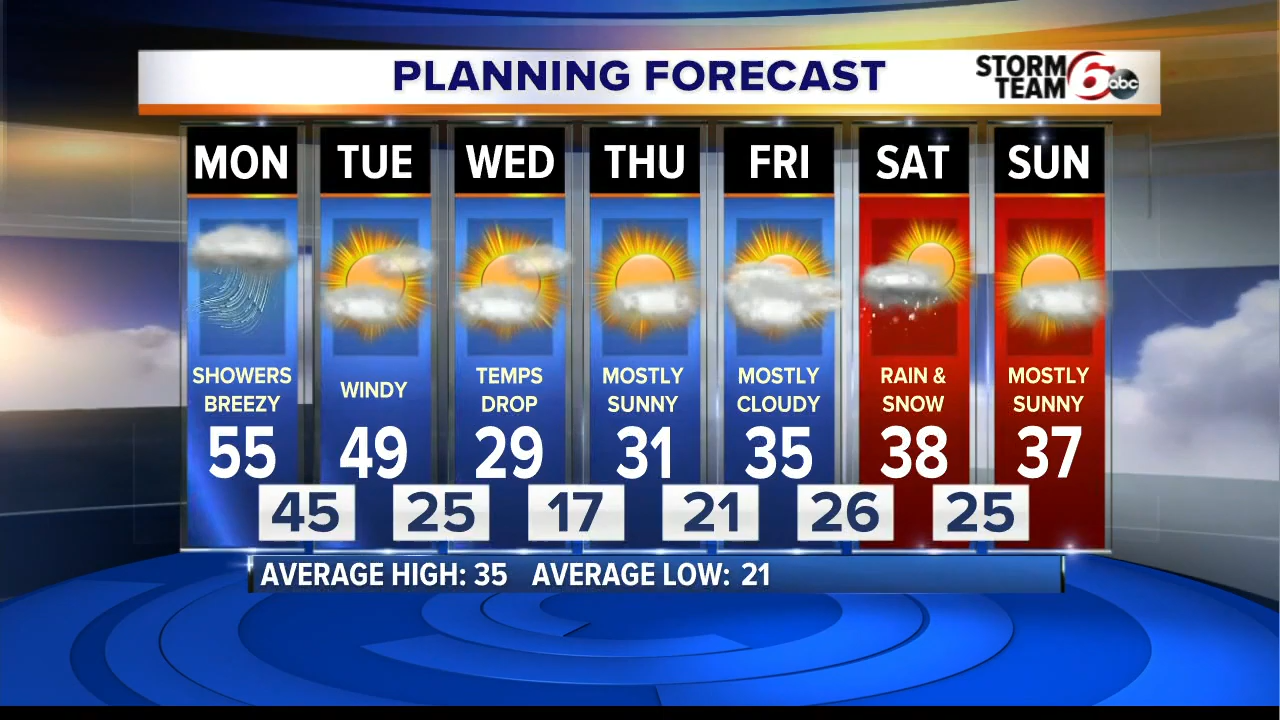 PLANNING FORECAST
STORM
TEAM 6 abc
MON TUE WED THU FRI SAT SUN
SHOWERS
BREEZY
WINDY
TEMPS
DROP
MOSTLY
SUNNY
MOSTLY
CLOUDY
RAIN &
SNOW
MOSTLY
SUNNY
55 49 29 31 35 38 37
45 25 17 21 26 25
AVERAGE HIGH: 35 AVERAGE LOW: 21